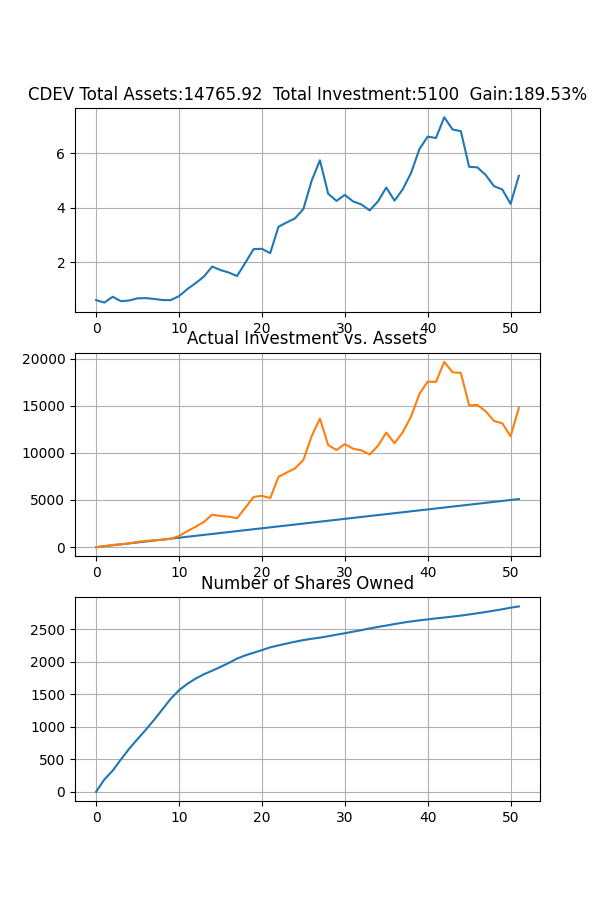 CDEV Total Assets:14765.92 Total Investment:5100 Gain:189.53%
6
4
2
0 10 20 30 40 50
Actual Investment vs. Assets
20000
15000
10000
5000
0
0 10 20 30 40 50
Number of Shares Owned
2500
2000
1500
1000
500
0
0 10 20 30 40 50